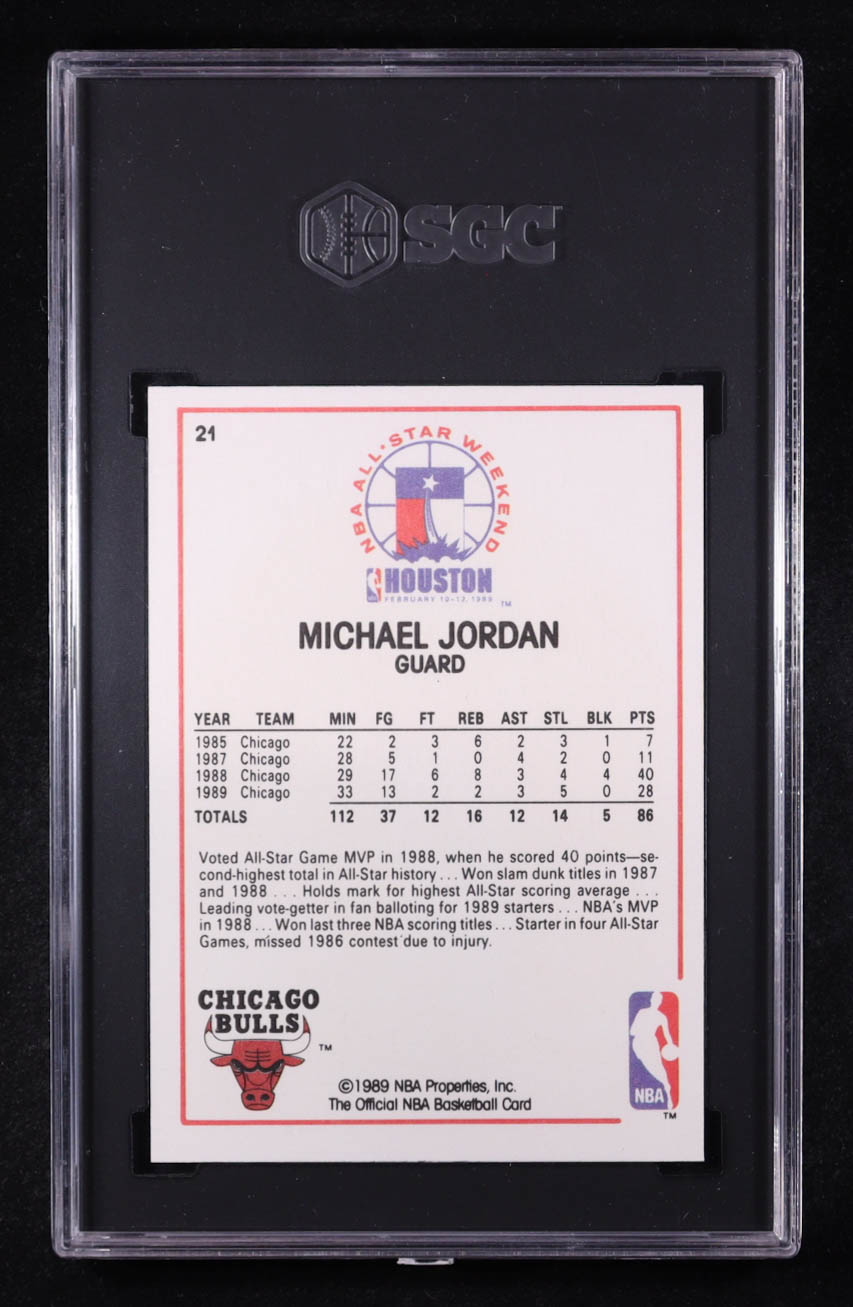 SGC
21
NBA ALL·STAR WEEKEND
HOUSTON
FEBRUARY 10-12, 1989 TM
MICHAEL JORDAN
GUARD
YEAR TEAM MIN FG FT REB AST STL BLK PTS
1985 Chicago 22 2 3 6 2 3 1 7
1987 Chicago 28 5 1 0 4 2 0 11
1988 Chicago 29 17 6 8 3 4 4 40
1989 Chicago 33 13 2 2 3 5 0 28
TOTALS 112 37 12 16 12 14 5 86
Voted All-Star Game MVP in 1988, when he scored 40 points—se-
cond-highest total in All-Star history . . . Won slam dunk titles in 1987
and 1988 . . . Holds mark for highest All-Star scoring average . . .
Leading vote-getter in fan balloting for 1989 starters . . . NBA's MVP
in 1988 . . . Won last three NBA scoring titles . . . Starter in four All-Star
Games, missed 1986 contest due to injury.
CHICAGO
BULLS
TM
©1989 NBA Properties, Inc.
The Official NBA Basketball Card
NBA
TM